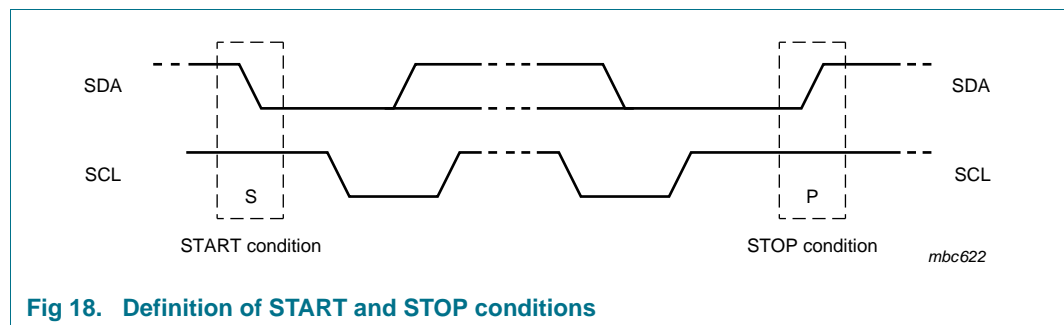 SDA SDA
SCL SCL
S P
START condition STOP condition
mbc622
Fig 18. Definition of START and STOP conditions